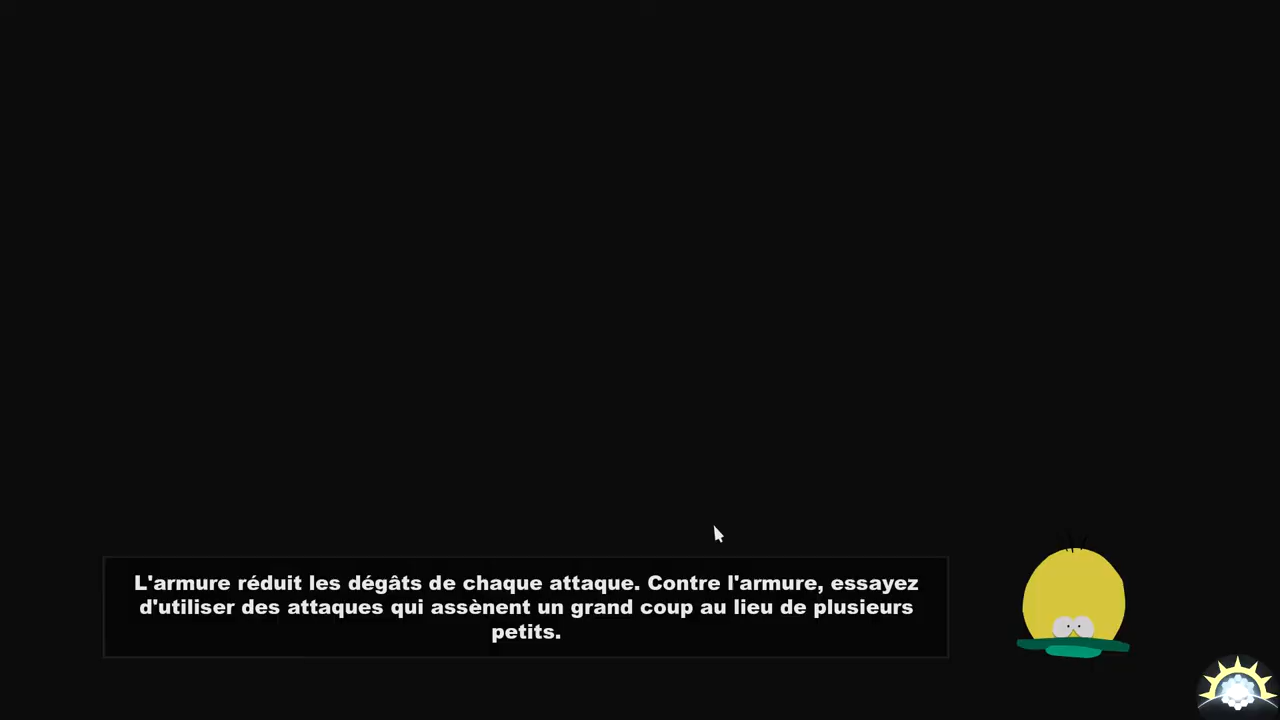 L'armure réduit les dégâts de chaque attaque. Contre l'armure, essayez
d'utiliser des attaques qui assènent un grand coup au lieu de plusieurs
petits.